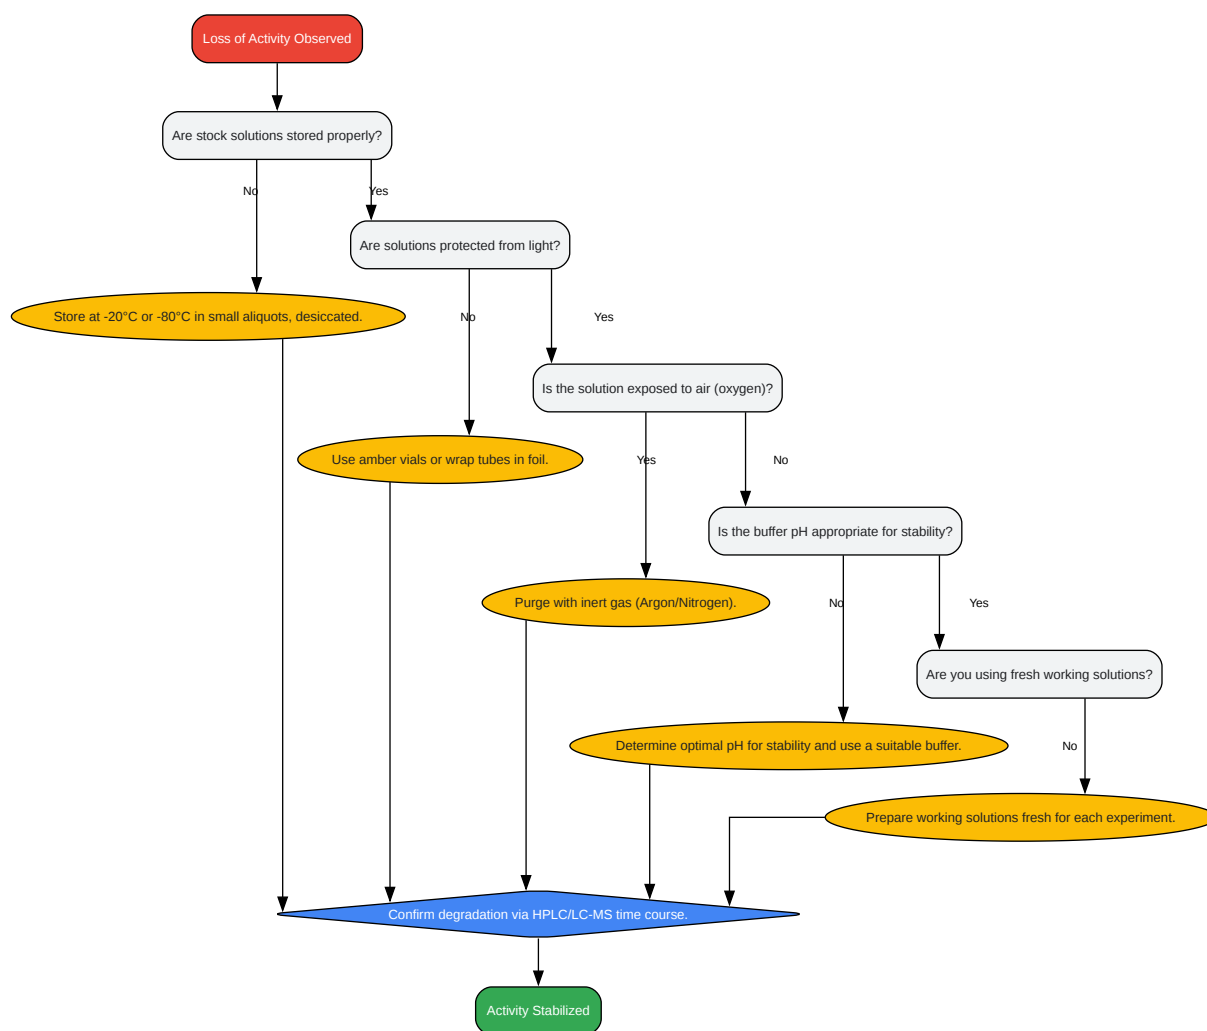 Loss of Activity Observed
Are stock solutions stored properly?
No
Yes
Are solutions protected from light?
Store at -20°C or -80°C in small aliquots, desiccated.
No
Yes
Is the solution exposed to air (oxygen)?
Use amber vials or wrap tubes in foil.
Yes
No
Is the buffer pH appropriate for stability?
Purge with inert gas (Argon/Nitrogen).
No
Yes
Are you using fresh working solutions?
Determine optimal pH for stability and use a suitable buffer.
No
Prepare working solutions fresh for each experiment.
Confirm degradation via HPLC/LC-MS time course.
Activity Stabilized